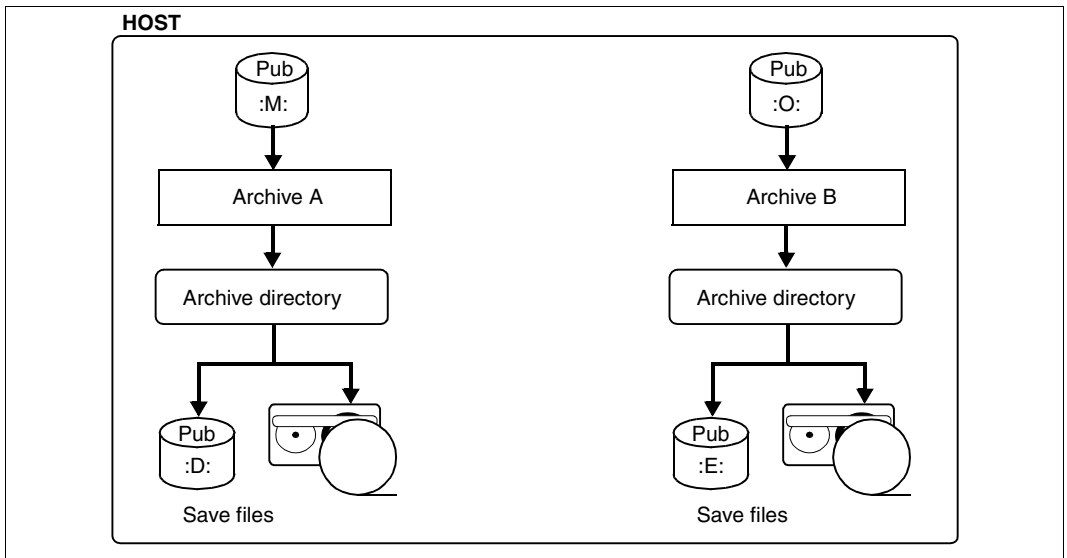 HOST
Pub
:M:
Pub
:O:
Archive A
Archive B
Archive directory
Archive directory
Pub
:D:
Pub
:E:
Save files
Save files